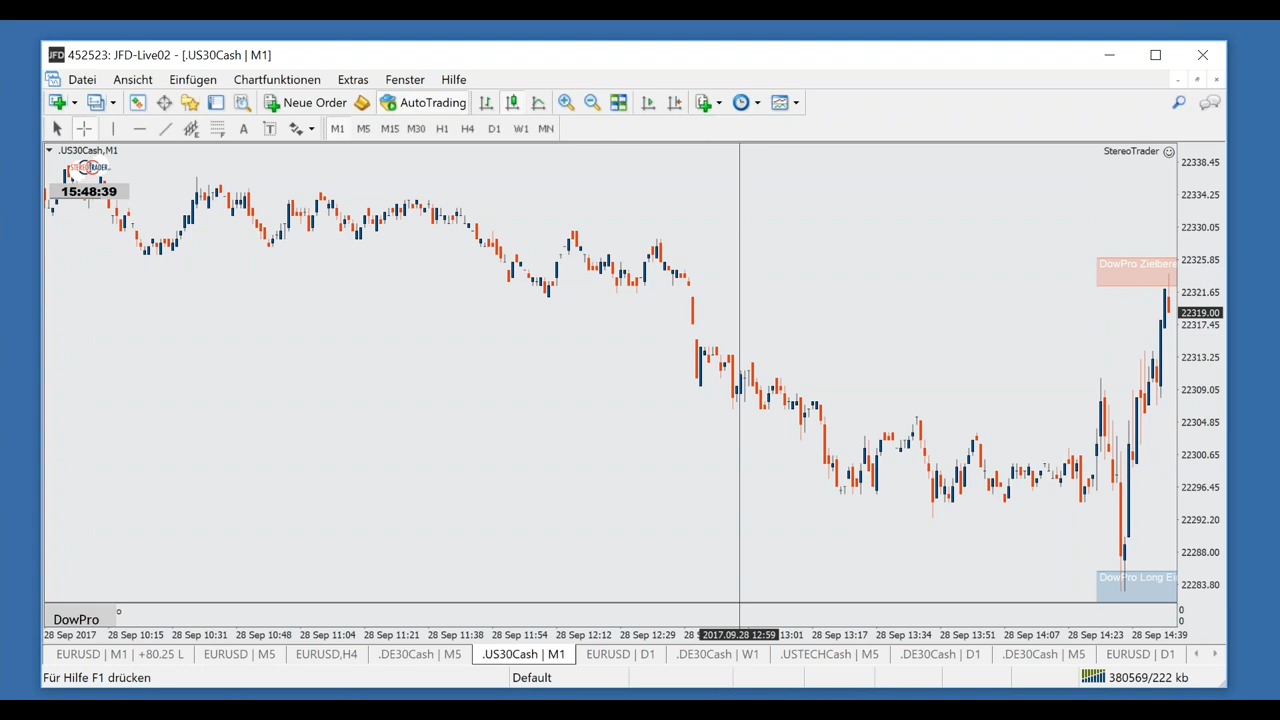 452523: JFD-Live02 - [.US30Cash | M1]
Datei Ansicht Einfügen Chartfunktionen Extras Fenster Hilfe
Neue Order AutoTrading
M1 M5 M15 M30 H1 H4 D1 W1 MN
.US30Cash,M1
StereoTrader
STEREOTRADER
15:48:39
22338.45
22334.25
22330.05
22325.85
22321.65
22319.00
22317.45
22313.25
22309.05
22304.85
22300.65
22296.45
22292.20
22288.00
22283.80
DowPro Zielbere
DowPro Long Ei
DowPro
0
0
28 Sep 2017 28 Sep 10:15 28 Sep 10:31 28 Sep 10:48 28 Sep 11:04 28 Sep 11:21 28 Sep 11:38 28 Sep 11:54 28 Sep 12:12 28 Sep 12:29 28 S 2017.09.28 12:59 13:01 28 Sep 13:17 28 Sep 13:34 28 Sep 13:51 28 Sep 14:07 28 Sep 14:23 28 Sep 14:39
EURUSD | M1 | +80.25 L EURUSD | M5 EURUSD,H4 .DE30Cash | M5 .US30Cash | M1 EURUSD | D1 .DE30Cash | W1 .USTECHCash | M5 .DE30Cash | D1 .DE30Cash | M5 EURUSD | D1
Für Hilfe F1 drücken Default 380569/222 kb